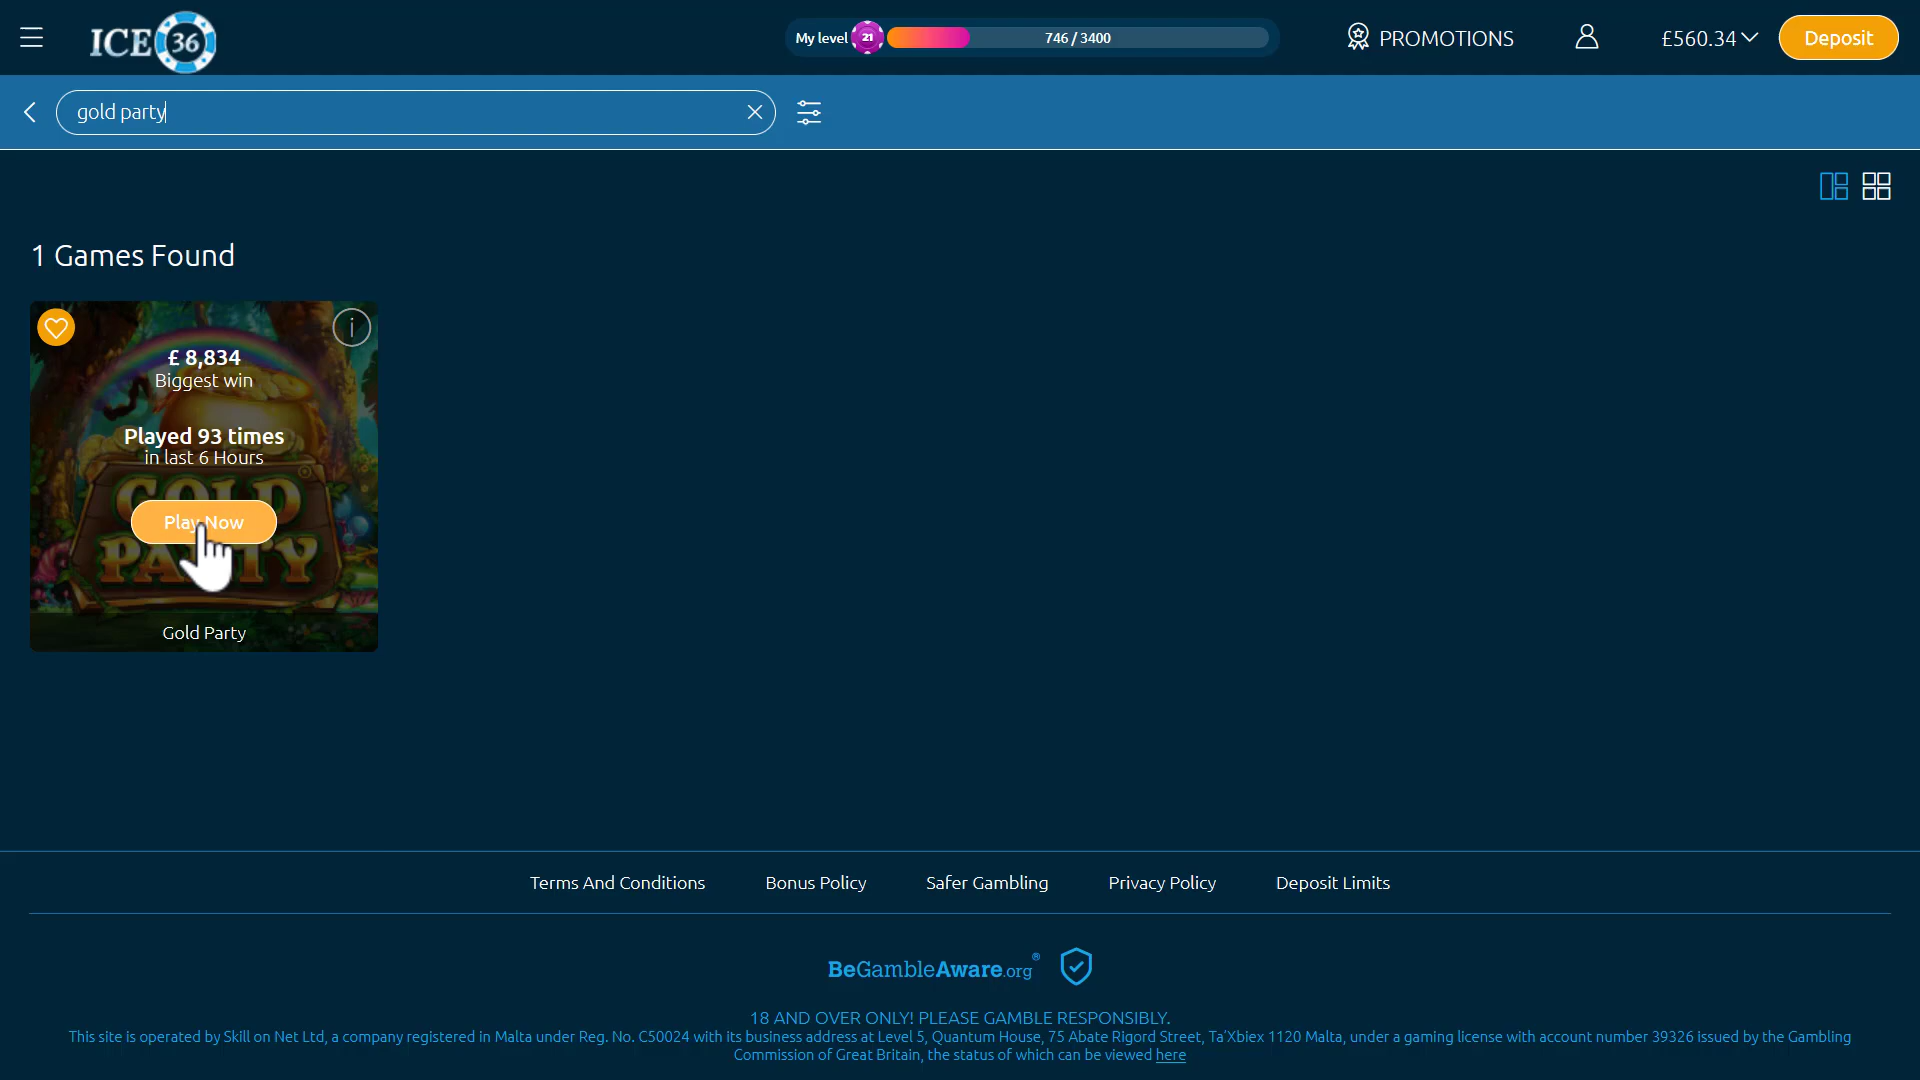 ICE 36
My level 21 746 / 3400
PROMOTIONS
£560.34
Deposit
gold party
1 Games Found
£ 8,834
Biggest win
Played 93 times
in last 6 Hours
GOLD
Play Now
PARTY
Gold Party
Terms And Conditions Bonus Policy Safer Gambling Privacy Policy Deposit Limits
BeGambleAware.org®
18 AND OVER ONLY! PLEASE GAMBLE RESPONSIBLY.
This site is operated by Skill on Net Ltd, a company registered in Malta under Reg. No. C50024 with its business address at Level 5, Quantum House, 75 Abate Rigord Street, Ta'Xbiex 1120 Malta, under a gaming license with account number 39326 issued by the Gambling
Commission of Great Britain, the status of which can be viewed here